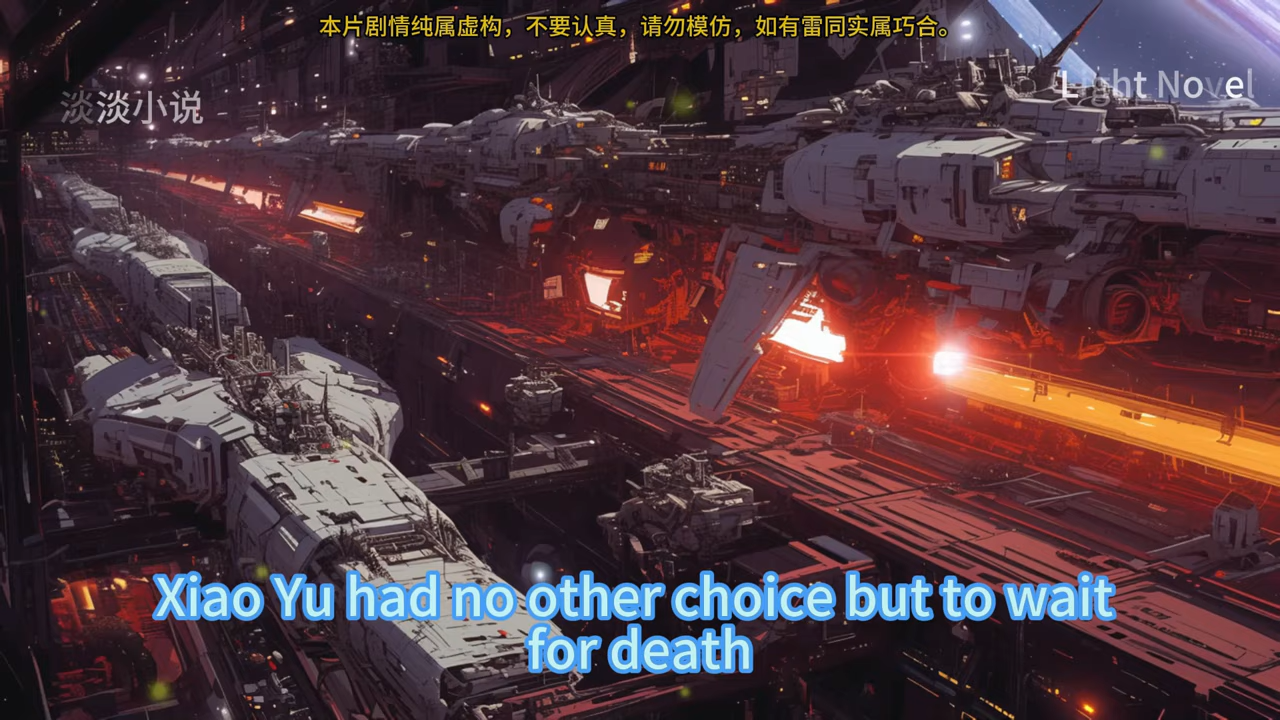 本片剧情纯属虚构，不要认真，请勿模仿，如有雷同实属巧合。
Light Novel
淡淡小说
Xiao Yu had no other choice but to wait
for death